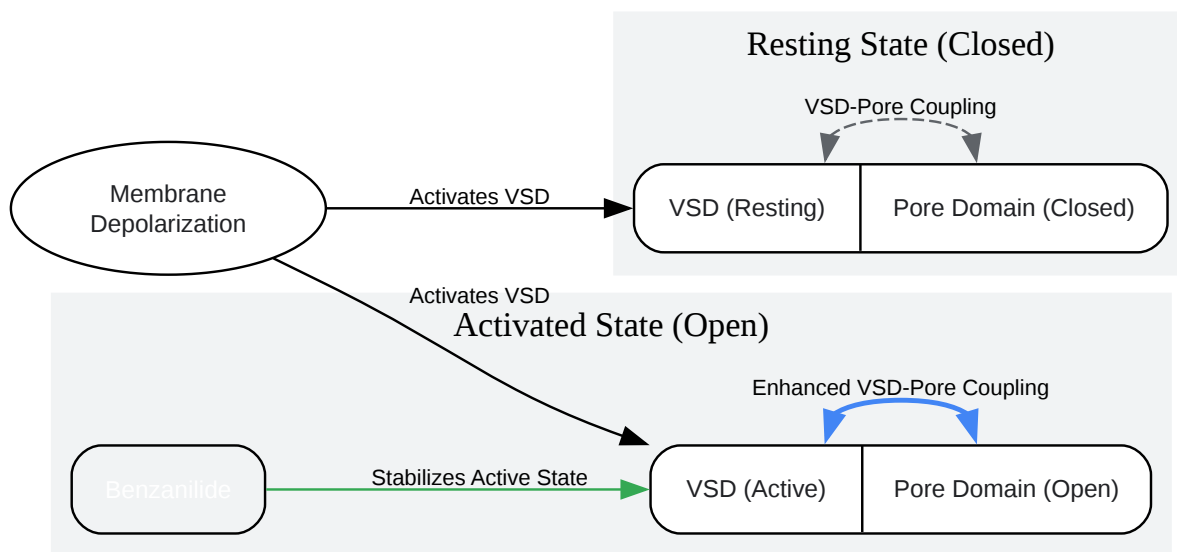 Resting State (Closed)
VSD-Pore Coupling
Membrane
Depolarization
Activates VSD
VSD (Resting)
Pore Domain (Closed)
Activates VSD
Activated State (Open)
Enhanced VSD-Pore Coupling
Benzanilide
Stabilizes Active State
VSD (Active)
Pore Domain (Open)